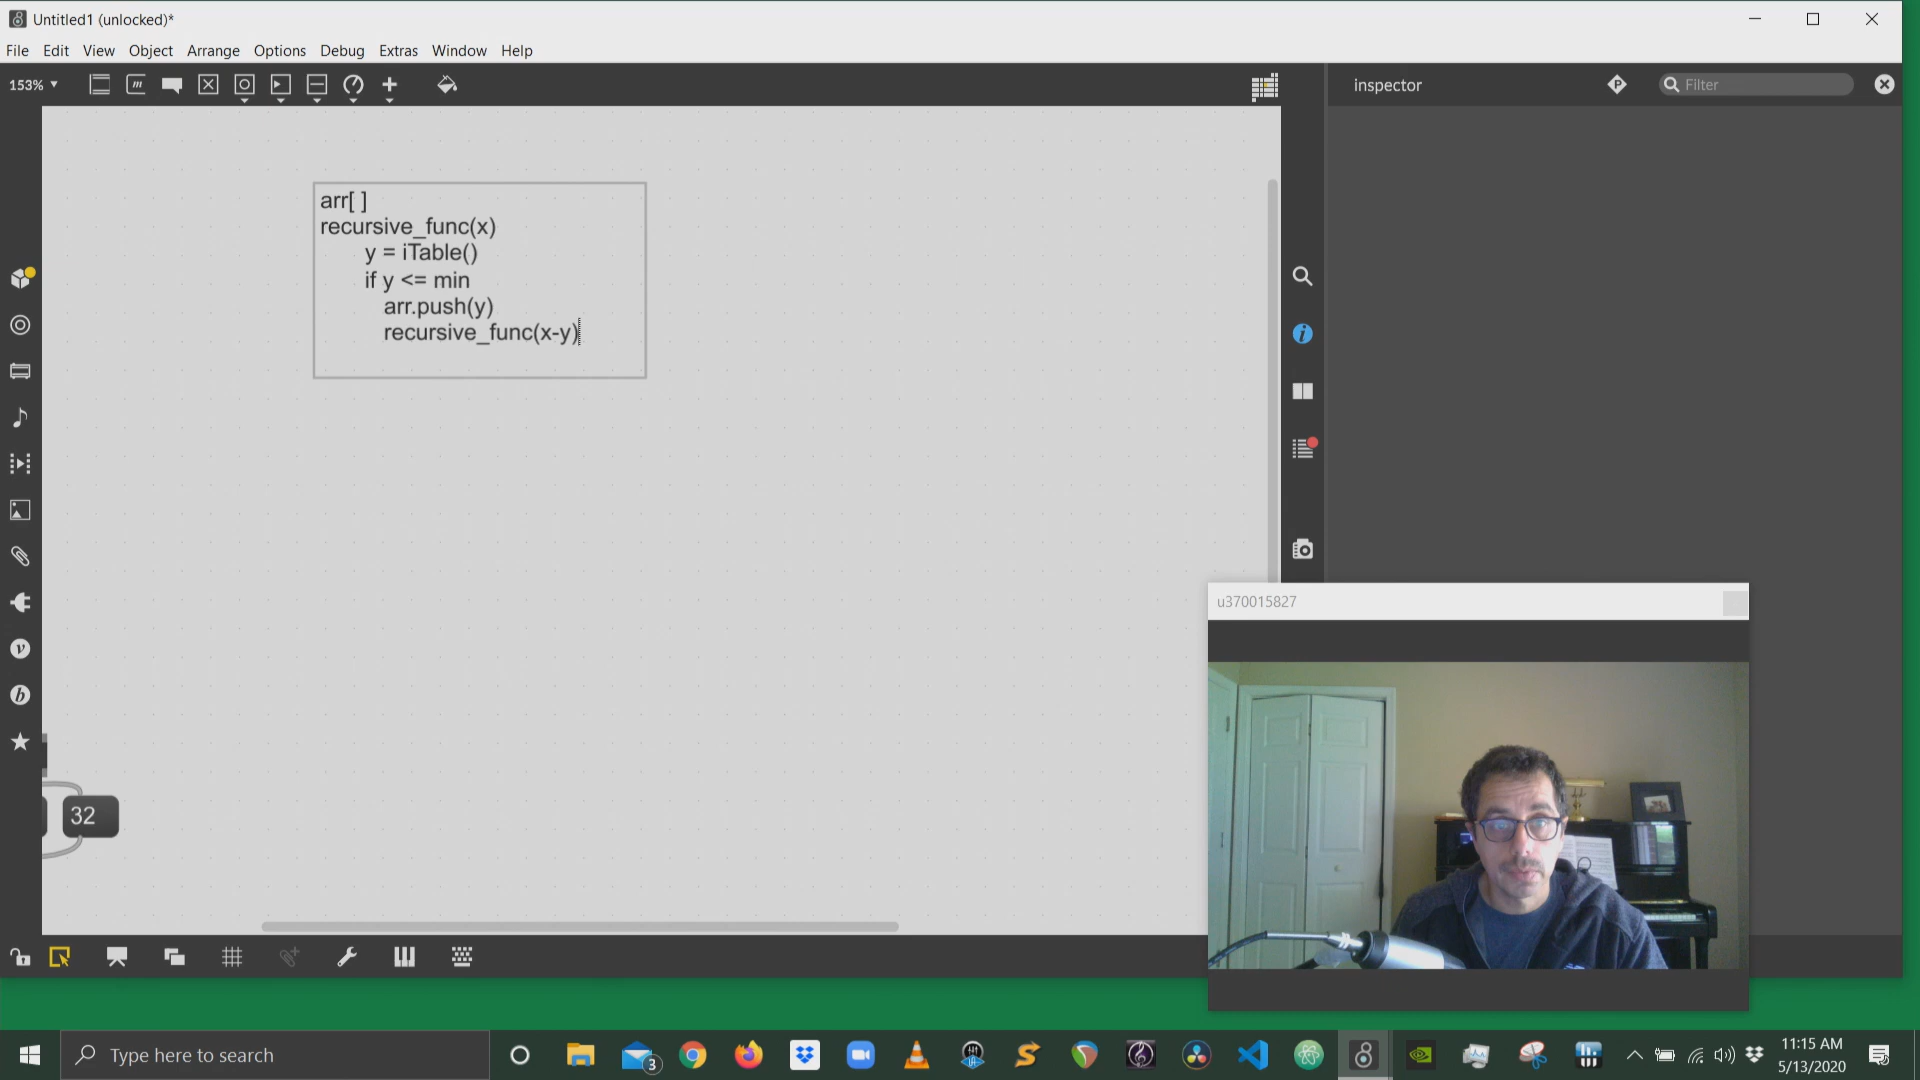 Untitled1 (unlocked)*
File Edit View Object Arrange Options Debug Extras Window Help
153%
inspector
Filter
arr[ ]
recursive_func(x)
y = iTable()
if y <= min
arr.push(y)
recursive_func(x-y)
u370015827
32
Type here to search
3
11:15 AM
5/13/2020